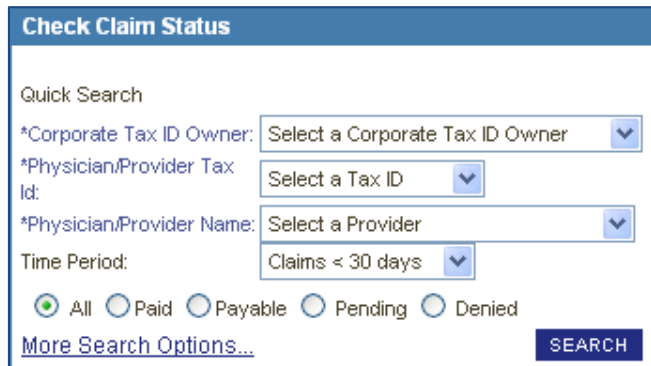 Check Claim Status
Quick Search
*Corporate Tax ID Owner: Select a Corporate Tax ID Owner
*Physician/Provider Tax Id: Select a Tax ID
*Physician/Provider Name: Select a Provider
Time Period: Claims < 30 days
All Paid Payable Pending Denied
More Search Options... SEARCH